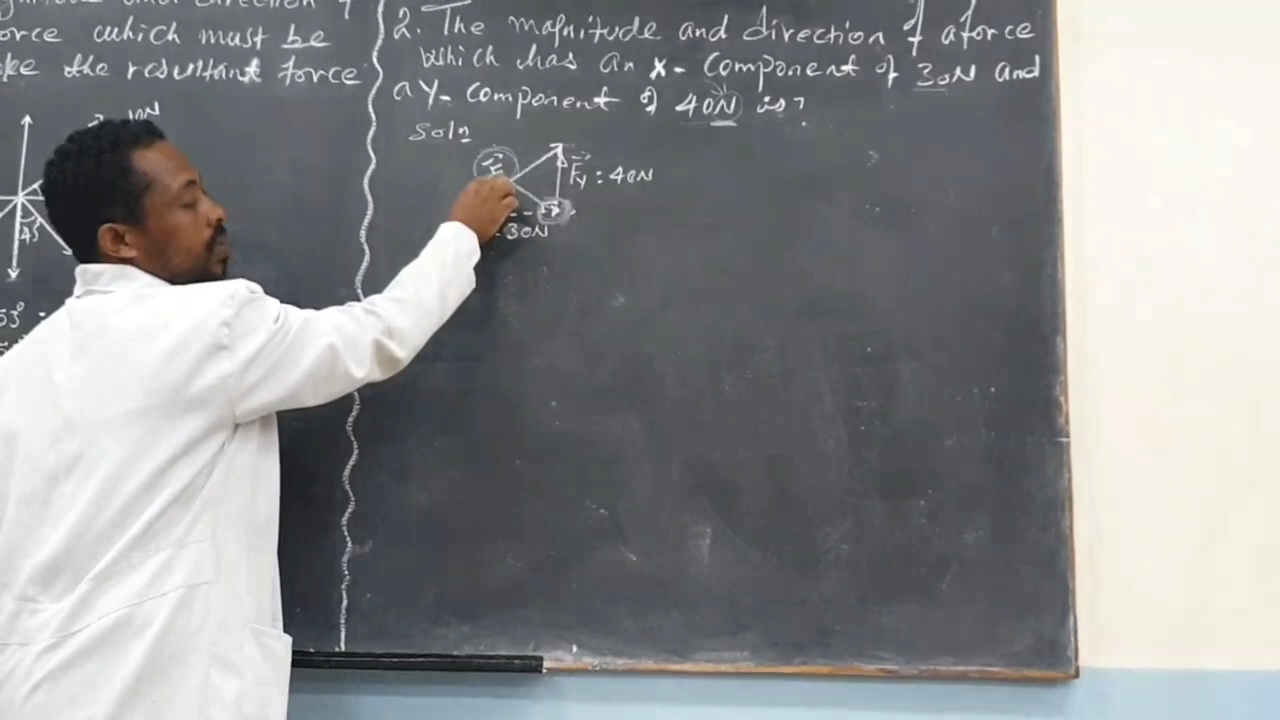 orce which must be
the resultant force
10N
45
53°
2. The magnitude and direction of a force
which has an x- component of 30N and
a Y- component of 40N is?
Soln
F
Fy = 40N
= 30N